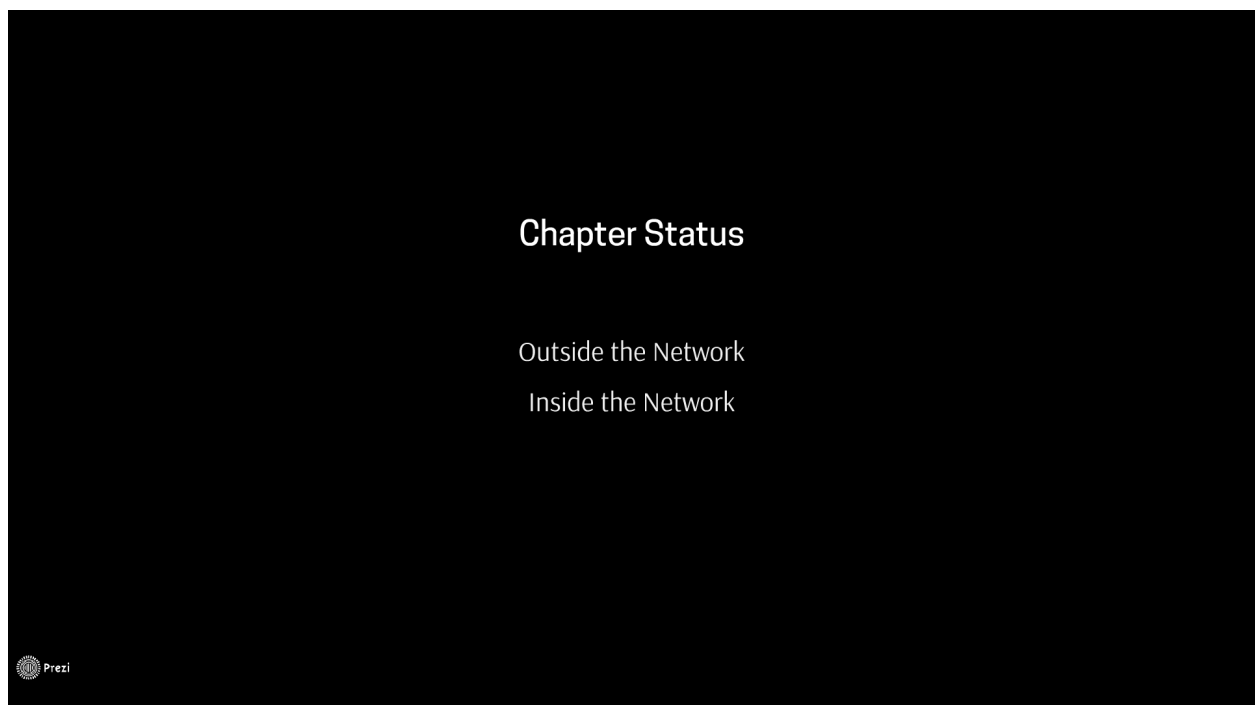 Chapter Status
Outside the Network
Inside the Network
Prezi